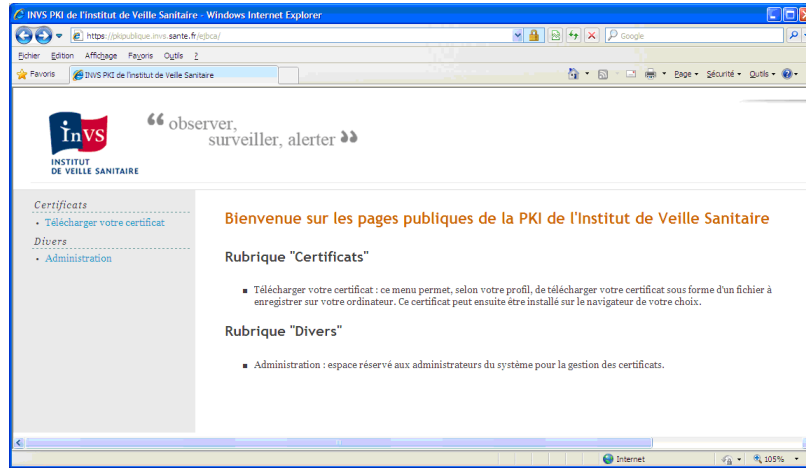 INVS PKI de l'institut de Veille Sanitaire - Windows Internet Explorer
https://pkipublique.invs.sante.fr/ejbca/
Google
Fichier Edition Affichage Favoris Outils ?
Favoris
INVS PKI de l'institut de Veille Sanitaire
Page Sécurité Outils
InVS
INSTITUT
DE VEILLE SANITAIRE
“ observer,
surveiller, alerter ”
Certificats
Télécharger votre certificat
Divers
Administration
Bienvenue sur les pages publiques de la PKI de l'Institut de Veille Sanitaire
Rubrique "Certificats"
Télécharger votre certificat : ce menu permet, selon votre profil, de télécharger votre certificat sous forme d'un fichier à
enregistrer sur votre ordinateur. Ce certificat peut ensuite être installé sur le navigateur de votre choix.
Rubrique "Divers"
Administration : espace réservé aux administrateurs du système pour la gestion des certificats.
Internet
105%